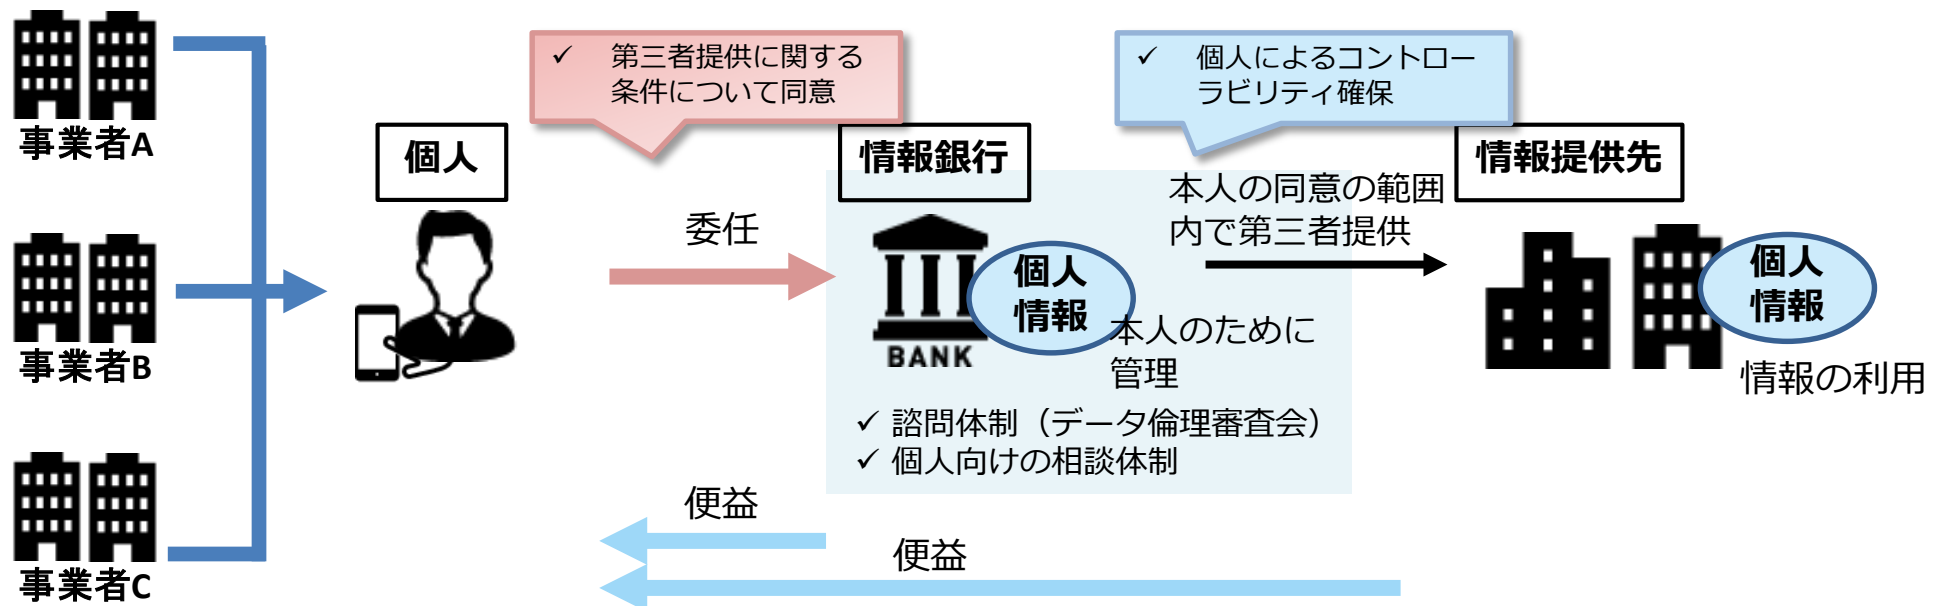 ✓ 第三者提供に関する
条件について同意
✓ 個人によるコントロー
ラビリティ確保
事業者A
個人
情報銀行
情報提供先
本人の同意の範囲
内で第三者提供
委任
個人
情報
個人
情報
BANK
本人のために
管理
事業者B
情報の利用
✓ 諮問体制（データ倫理審査会）
✓ 個人向けの相談体制
便益
便益
事業者C